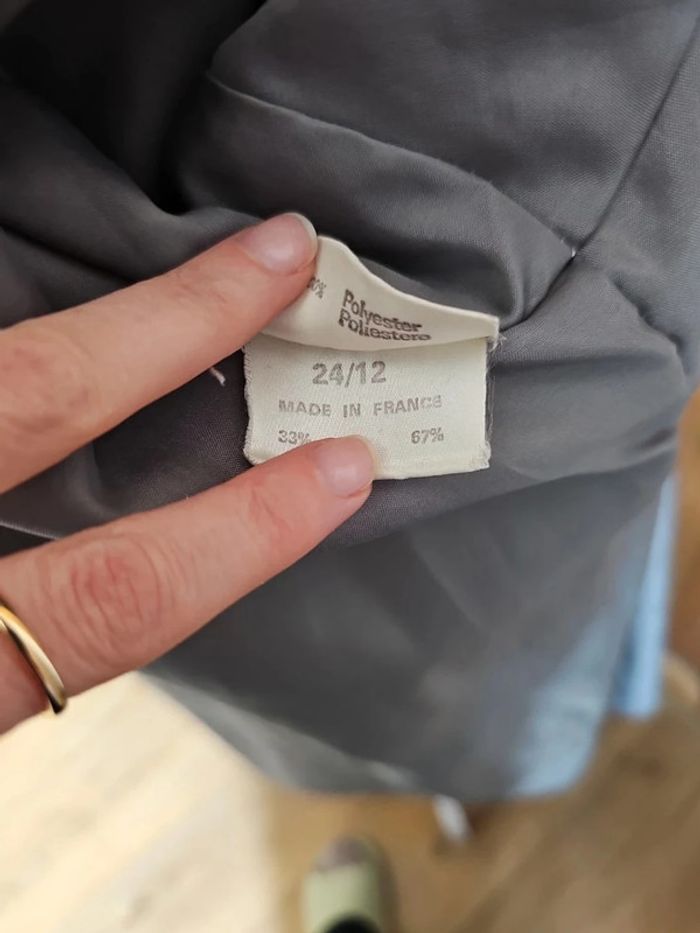 Polyester
Poliestere
24/12
MADE IN FRANCE
33% 67%